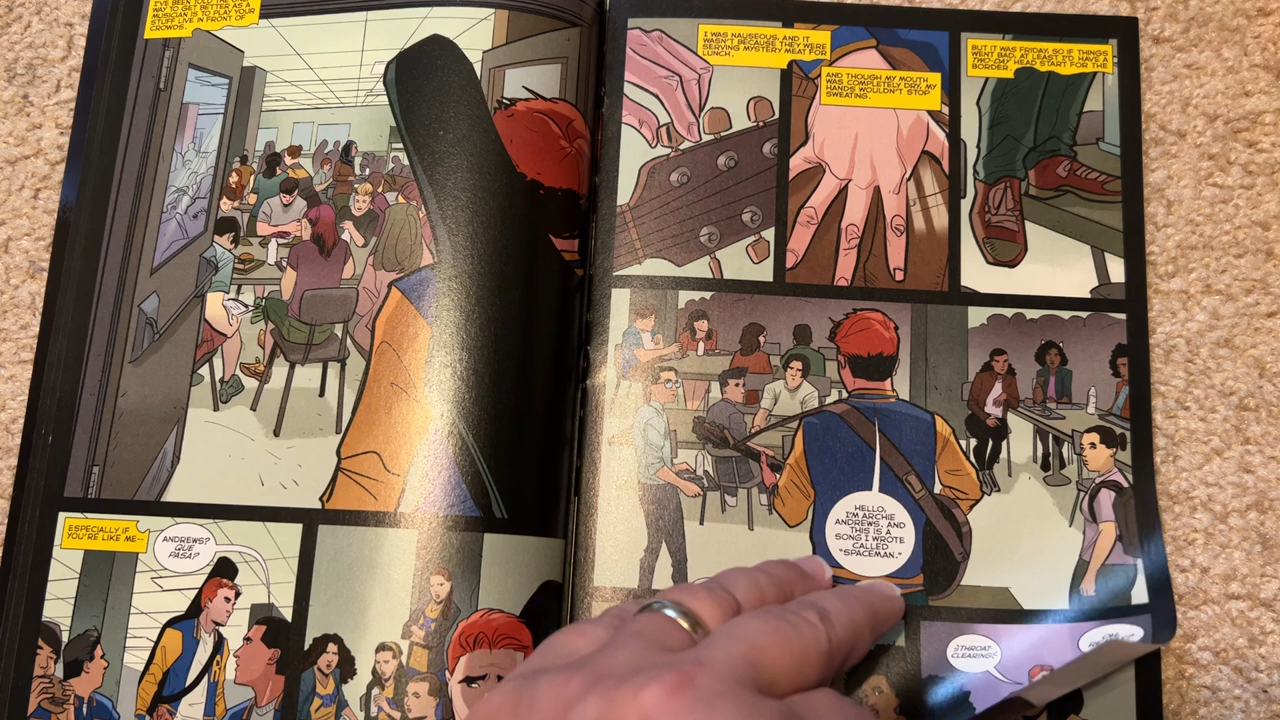 I'VE BEEN TOLD THE
WAY TO GET BETTER AS A
MUSICIAN IS TO PLAY YOUR
STUFF LIVE IN FRONT OF
CROWDS.
ESPECIALLY IF
YOU'RE LIKE ME--
ANDREWS?
QUE
PASA?
I WAS NAUSEOUS, AND IT
WASN'T BECAUSE THEY WERE
SERVING MYSTERY MEAT FOR
LUNCH.
AND THOUGH MY MOUTH
WAS COMPLETELY DRY, MY
HANDS WOULDN'T STOP
SWEATING.
BUT IT WAS FRIDAY, SO IF THINGS
WENT BAD, AT LEAST I'D HAVE A
TWO-DAY HEAD START FOR THE
BORDER.
HELLO,
I'M ARCHIE
ANDREWS. AND
THIS IS A
SONG I WROTE
CALLED
"SPACEMAN."
THROAT-
CLEARING